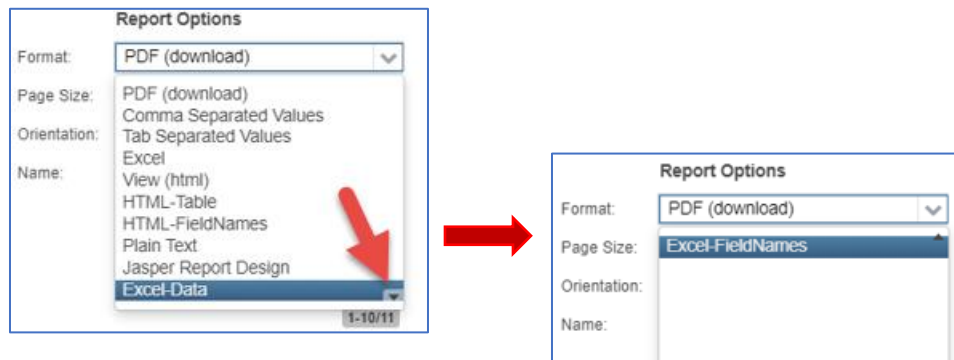 Report Options
Format: PDF (download)
Page Size: PDF (download)
Comma Separated Values
Orientation: Tab Separated Values
Excel
Name: View (html)
HTML-Table
HTML-FieldNames
Plain Text
Jasper Report Design
Excel-Data
1-10/11
Report Options
Format: PDF (download)
Page Size: Excel-FieldNames
Orientation:
Name: